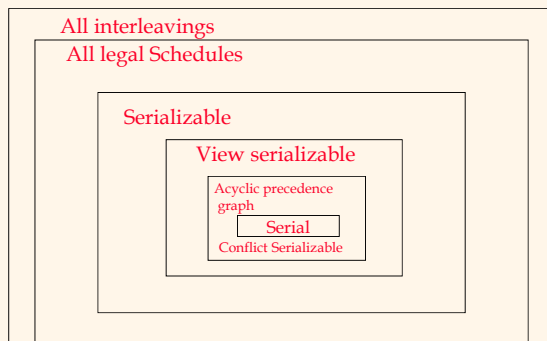 All interleavings
All legal Schedules
Serializable
View serializable
Acyclic precedence
graph
Serial
Conflict Serializable